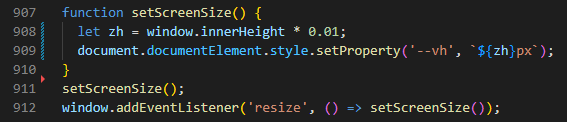 907 function setScreenSize() {
908   let zh = window.innerHeight * 0.01;
909   document.documentElement.style.setProperty('--vh', `${zh}px`);
910 }
911 setScreenSize();
912 window.addEventListener('resize', () => setScreenSize());